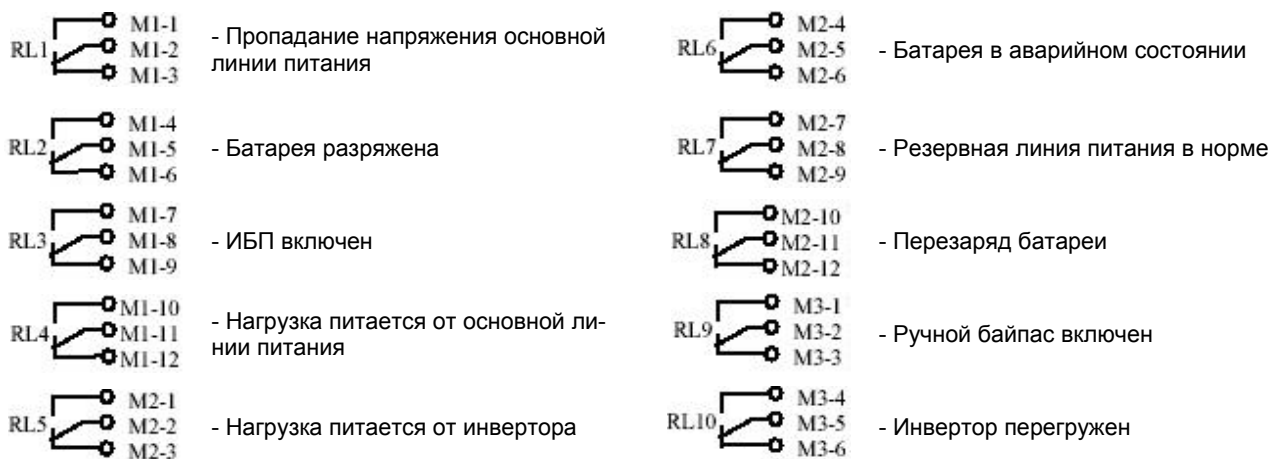 M1-1
RL1 M1-2
M1-3
- Пропадание напряжения основной
линии питания
M1-4
RL2 M1-5
M1-6
- Батарея разряжена
M1-7
RL3 M1-8
M1-9
- ИБП включен
M1-10
RL4 M1-11
M1-12
- Нагрузка питается от основной ли-
нии питания
M2-1
RL5 M2-2
M2-3
- Нагрузка питается от инвертора
M2-4
RL6 M2-5
M2-6
- Батарея в аварийном состоянии
M2-7
RL7 M2-8
M2-9
- Резервная линия питания в норме
M2-10
RL8 M2-11
M2-12
- Перезаряд батареи
M3-1
RL9 M3-2
M3-3
- Ручной байпас включен
M3-4
RL10 M3-5
M3-6
- Инвертор перегружен